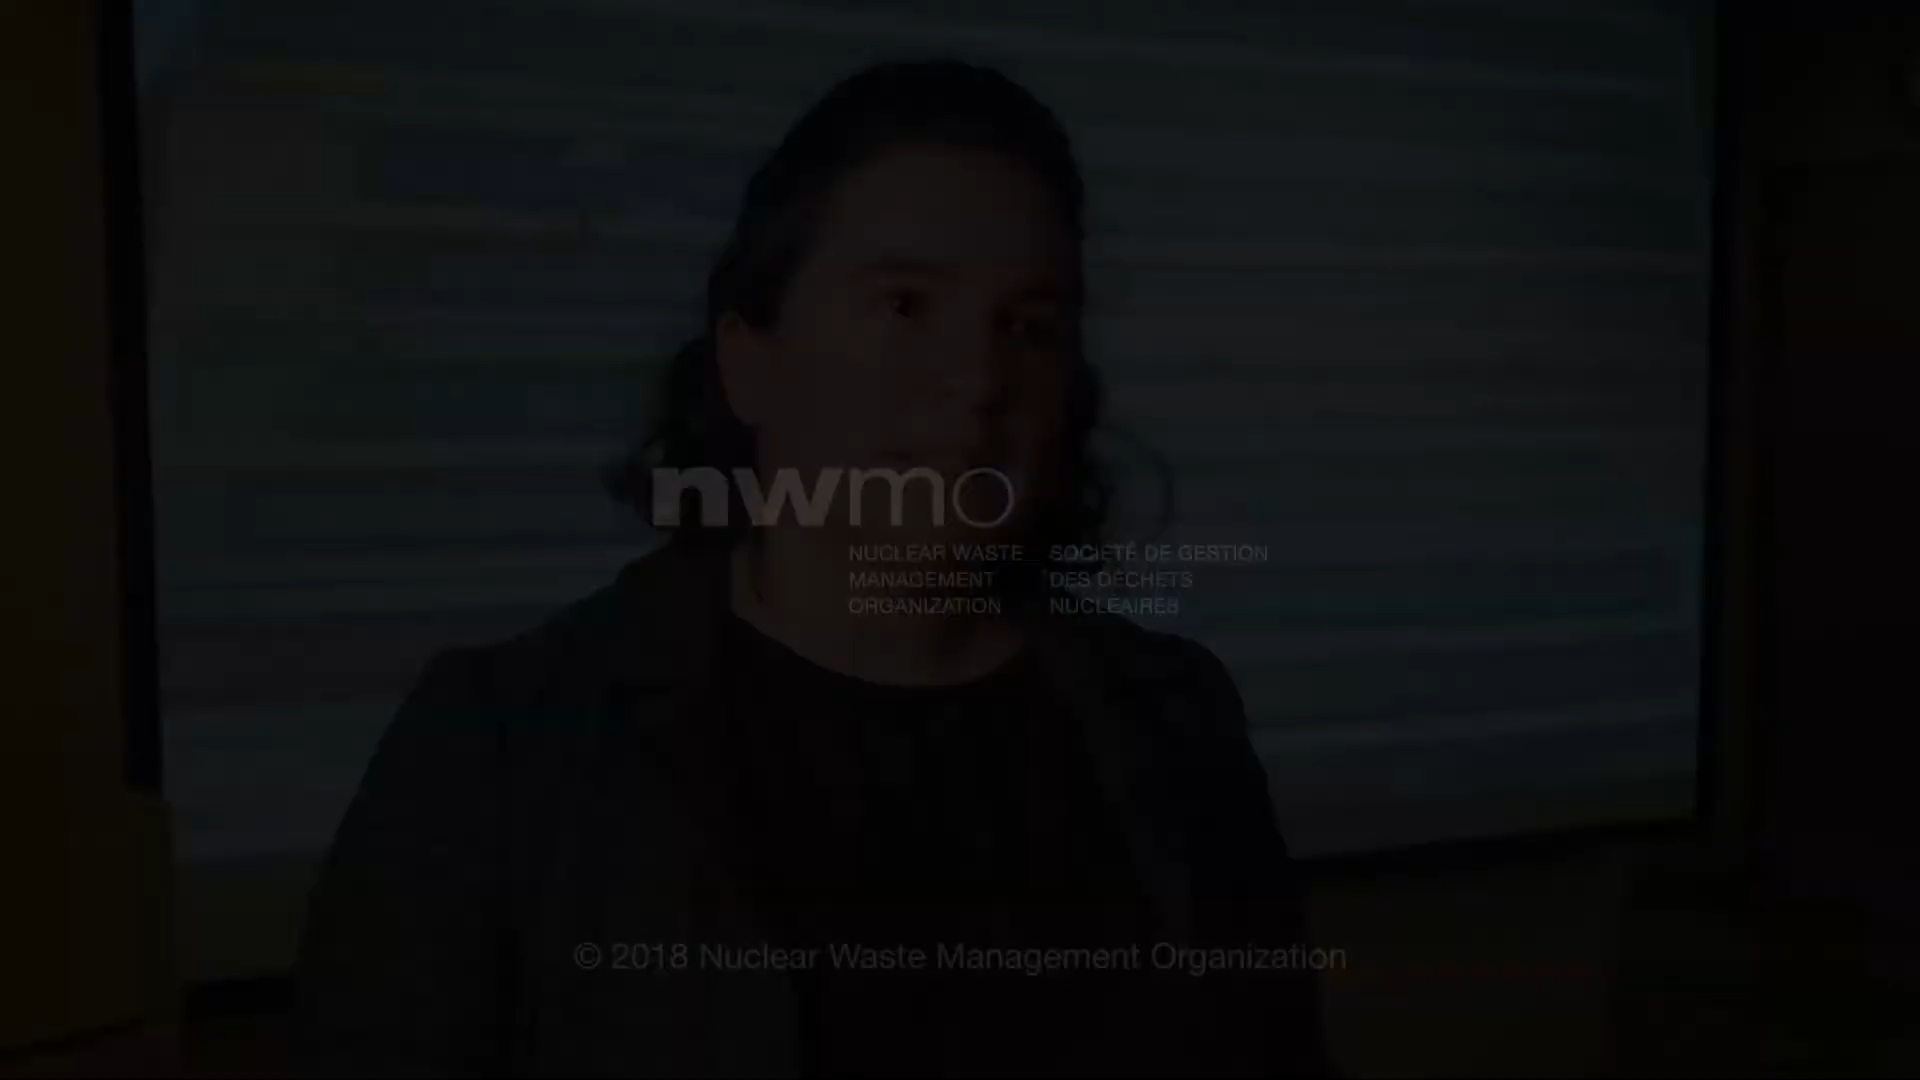 nwmo
NUCLEAR WASTE SOCIÉTÉ DE GESTION
MANAGEMENT DES DÉCHETS
ORGANIZATION NUCLÉAIRES
© 2018 Nuclear Waste Management Organization